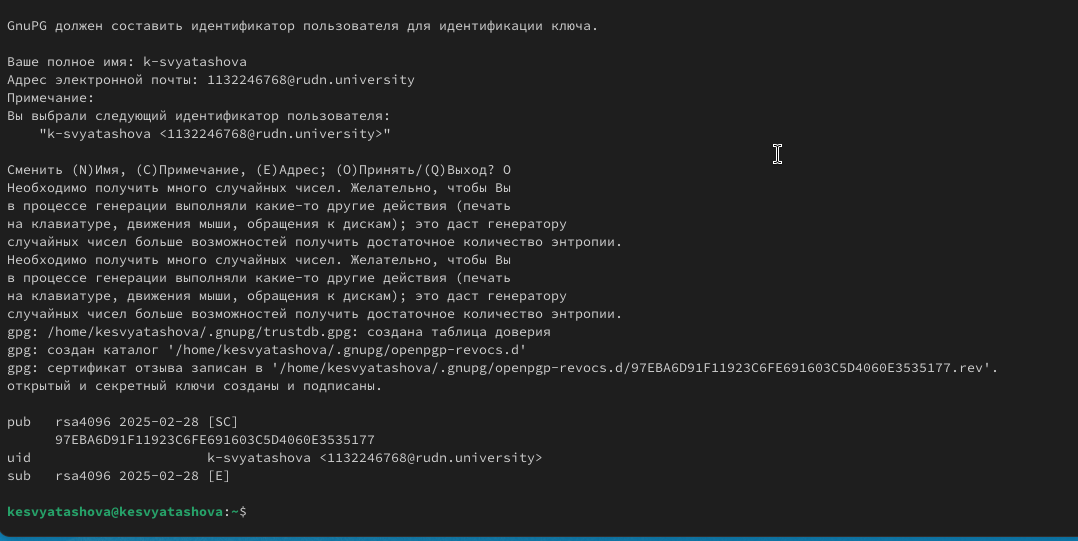 GnuPG должен составить идентификатор пользователя для идентификации ключа.
Ваше полное имя: k-svyatashova
Адрес электронной почты: 1132246768@rudn.university
Примечание:
Вы выбрали следующий идентификатор пользователя:
"k-svyatashova <1132246768@rudn.university>"
Сменить (N)Имя, (C)Примечание, (E)Адрес; (O)Принять/(Q)Выход? O
Необходимо получить много случайных чисел. Желательно, чтобы Вы
в процессе генерации выполняли какие-то другие действия (печать
на клавиатуре, движения мыши, обращения к дискам); это даст генератору
случайных чисел больше возможностей получить достаточное количество энтропии.
Необходимо получить много случайных чисел. Желательно, чтобы Вы
в процессе генерации выполняли какие-то другие действия (печать
на клавиатуре, движения мыши, обращения к дискам); это даст генератору
случайных чисел больше возможностей получить достаточное количество энтропии.
gpg: /home/kesvyatashova/.gnupg/trustdb.gpg: создана таблица доверия
gpg: создан каталог '/home/kesvyatashova/.gnupg/openpgp-revocs.d'
gpg: сертификат отзыва записан в '/home/kesvyatashova/.gnupg/openpgp-revocs.d/97EBA6D91F11923C6FE691603C5D4060E3535177.rev'.
открытый и секретный ключи созданы и подписаны.
pub   rsa4096 2025-02-28 [SC]
97EBA6D91F11923C6FE691603C5D4060E3535177
uid                      k-svyatashova <1132246768@rudn.university>
sub   rsa4096 2025-02-28 [E]
kesvyatashova@kesvyatashova:~$